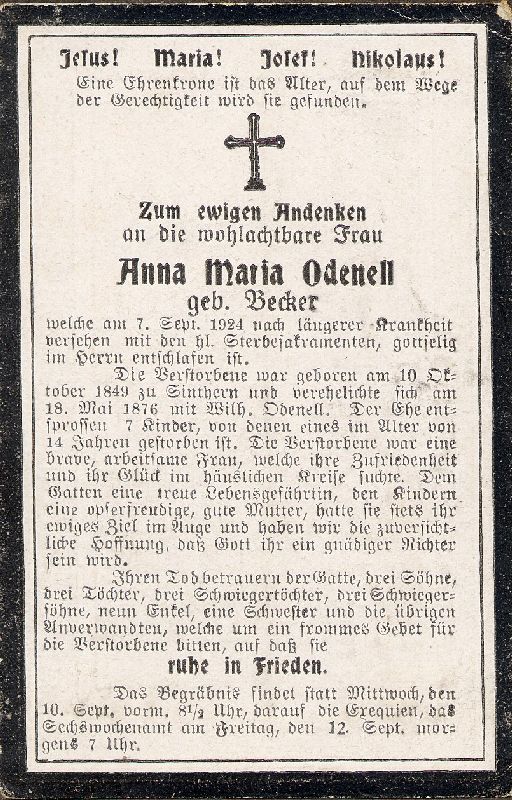 Jesus! Maria! Josef! Nikolaus!
Eine Ehrenkrone ist das Alter, auf dem Wege
der Gerechtigkeit wird sie gefunden.
Zum ewigen Andenken
an die wohlachtbare Frau
Anna Maria Odenell
geb. Becker
welche am 7. Sept. 1924 nach längerer Krankheit
versehen mit den hl. Sterbesakramenten, gottselig
im Herrn entschlafen ist.
Die Verstorbene war geboren am 10 Ok-
tober 1849 zu Sinthern und verehelichte sich am
18. Mai 1876 mit Wilh. Odenell. Der Ehe ent-
sprossen 7 Kinder, von denen eines im Alter von
14 Jahren gestorben ist. Die Verstorbene war eine
brave, arbeitsame Frau, welche ihre Zufriedenheit
und ihr Glück im häuslichen Kreise suchte. Dem
Gatten eine treue Lebensgefährtin, den Kindern
eine opferfreudige, gute Mutter, hatte sie stets ihr
ewiges Ziel im Auge und haben wir die zuversicht-
liche Hoffnung, daß Gott ihr ein gnädiger Richter
sein wird.
Ihren Tod betrauern der Gatte, drei Söhne,
drei Töchter, drei Schwiegertöchter, drei Schwieger-
söhne, neun Enkel, eine Schwester und die übrigen
Anverwandten, welche um ein frommes Gebet für
die Verstorbene bitten, auf daß sie
ruhe in Frieden.
Das Begräbnis findet statt Mittwoch, den
10. Sept. vorm. 8½ Uhr, darauf die Exequien, das
Sechswochenamt am Freitag, den 12. Sept. mor-
gens 7 Uhr.